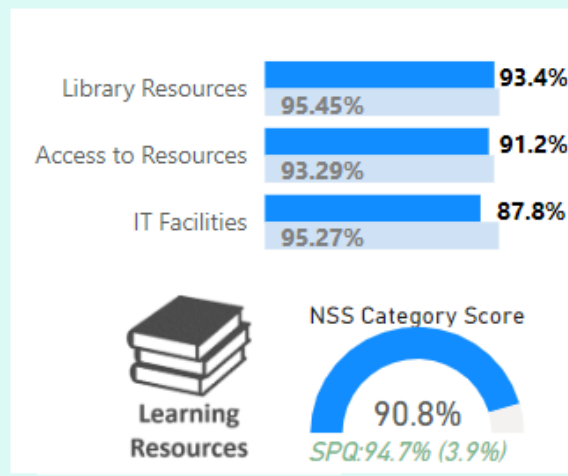 Library Resources 93.4%
95.45%
Access to Resources 91.2%
93.29%
IT Facilities 87.8%
95.27%
Learning
Resources
NSS Category Score
90.8%
SPQ:94.7% (3.9%)